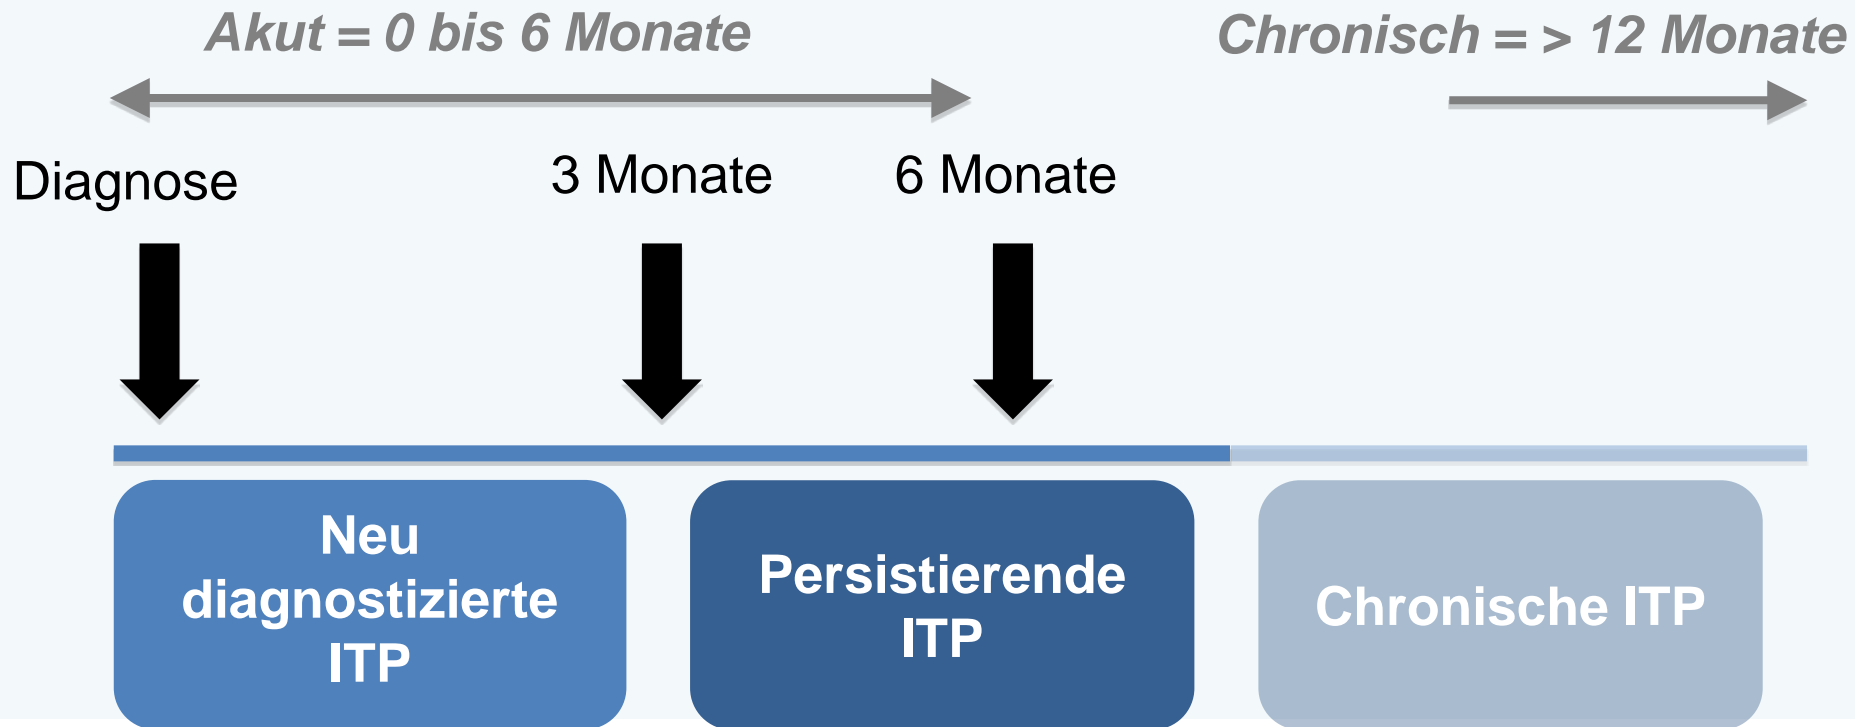 Akut = 0 bis 6 Monate
Chronisch = > 12 Monate
Diagnose
3 Monate
6 Monate
Neu
diagnostizierte
ITP
Persistierende
ITP
Chronische ITP